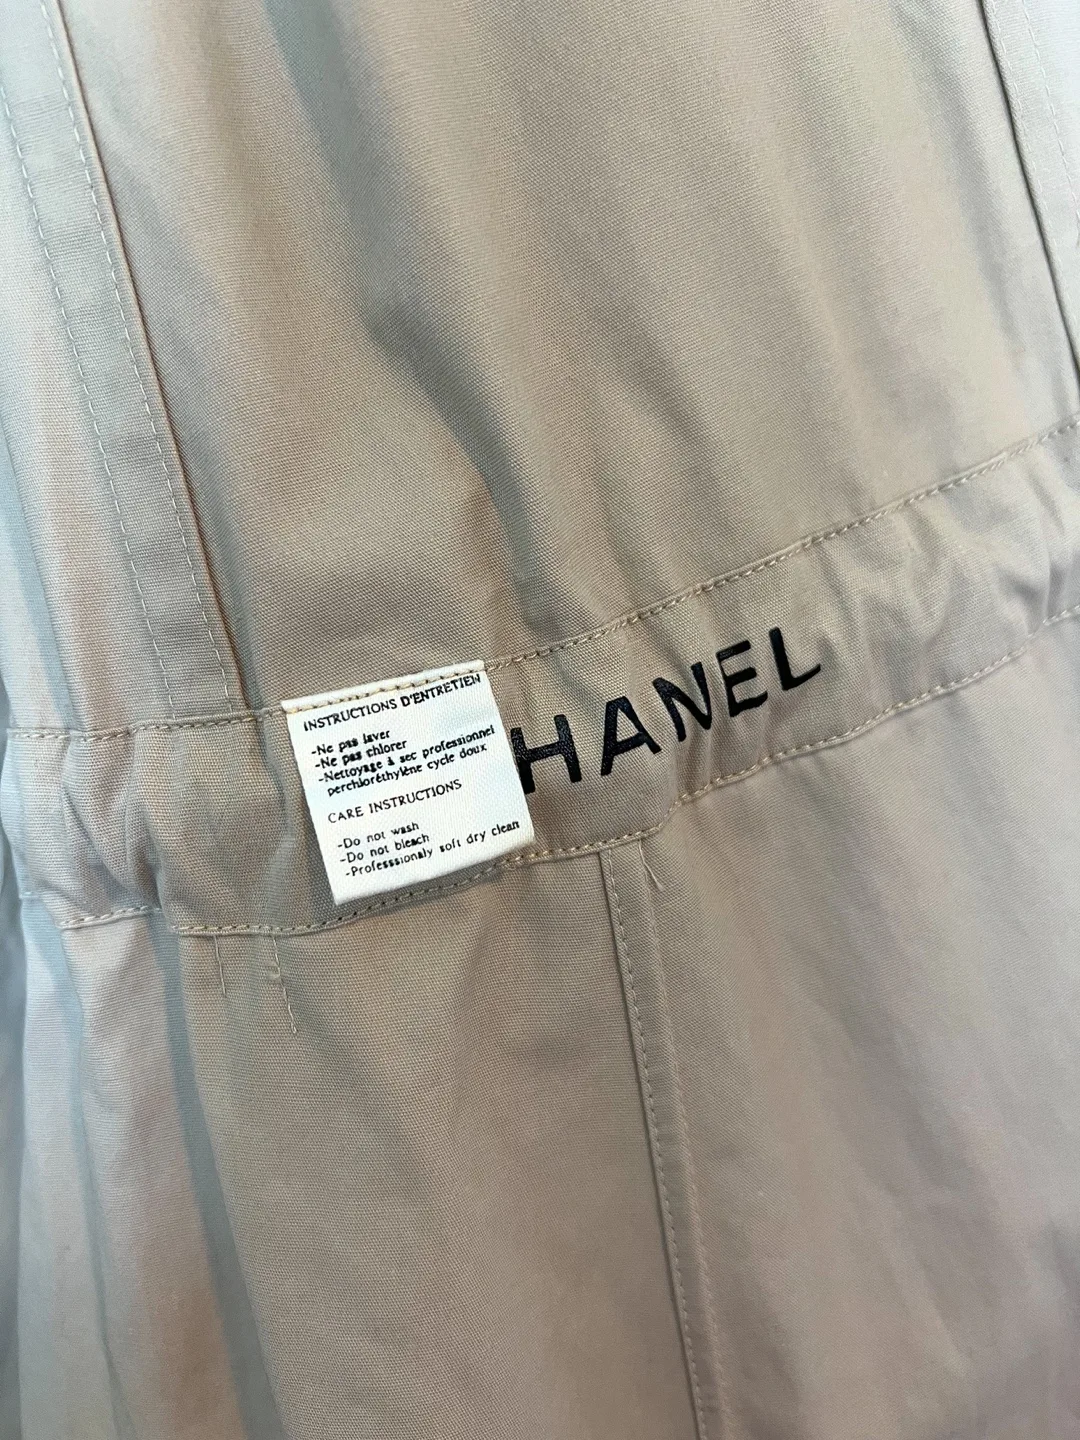 INSTRUCTIONS D'ENTRETIEN
-Ne pas laver
-Ne pas chlorer
-Nettoyage à sec professionnel
perchloréthylène cycle doux
CARE INSTRUCTIONS
-Do not wash
-Do not bleach
-Professsionaly soft dry clean
HANEL